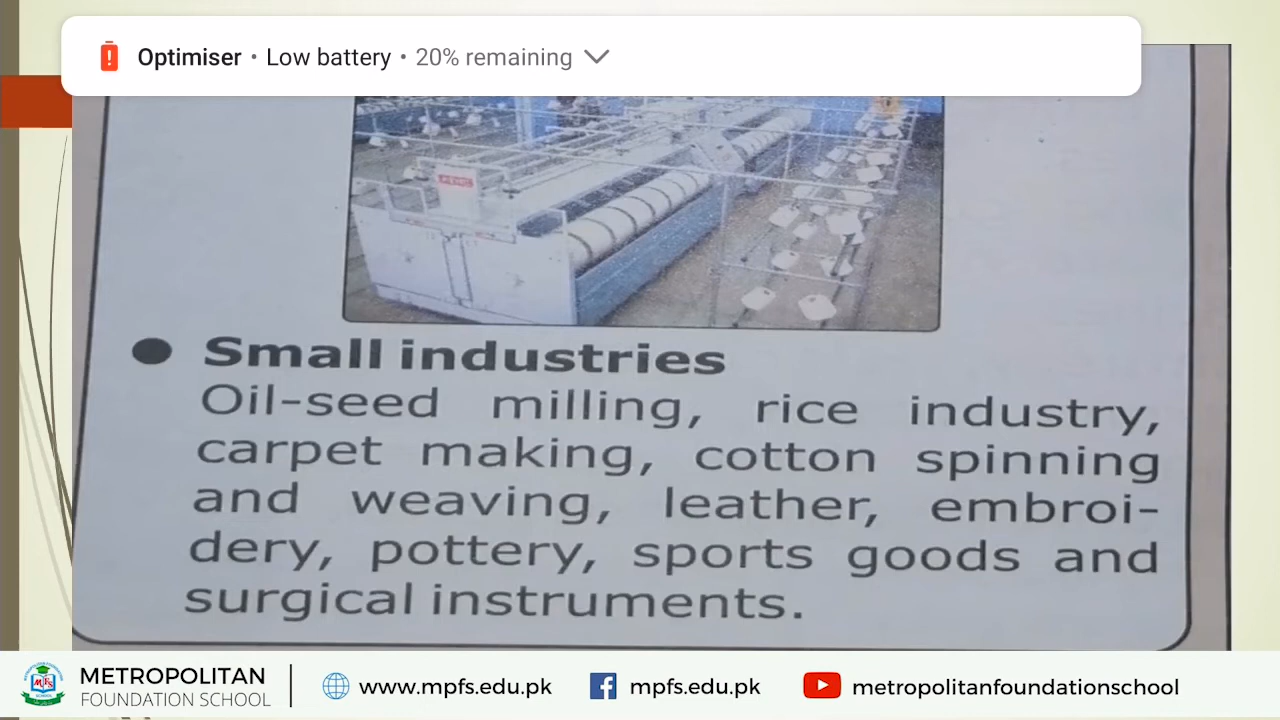 Optimiser • Low battery • 20% remaining
● Small industries
Oil-seed milling, rice industry,
carpet making, cotton spinning
and weaving, leather, embroi-
dery, pottery, sports goods and
surgical instruments.
METROPOLITAN
FOUNDATION SCHOOL
www.mpfs.edu.pk
mpfs.edu.pk
metropolitanfoundationschool